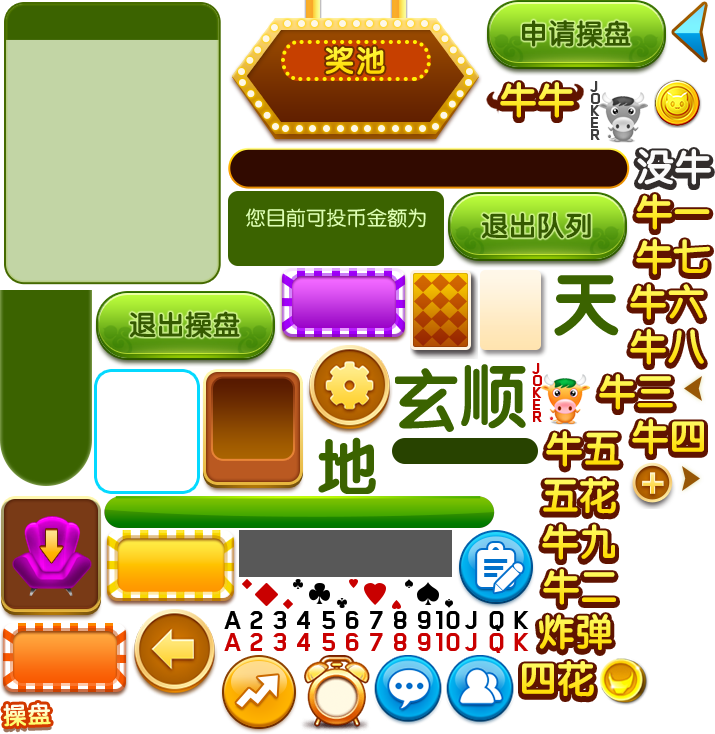 申请操盘
奖池
牛牛
JOKER
没牛
您目前可投币金额为
退出队列
牛一
牛七
天
牛六
退出操盘
牛八
玄
顺
JOKER
牛三
牛四
地
牛五
五花
牛九
牛二
A 2 3 4 5 6 7 8 9 10 J Q K
A 2 3 4 5 6 7 8 9 10 J Q K
炸弹
四花
操盘